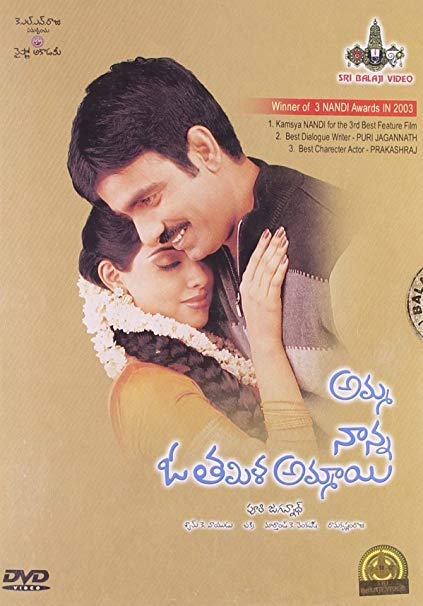 SRI BALAJI VIDEO
Winner of 3 NANDI Awards IN 2003
1. Kamsya NANDI for the 3rd Best Feature Film
2. Best Dialogue Writer - PURI JAGANNATH
3. Best Charecter Actor - PRAKASHRAJ
అమ్మ
నాన్న
ఓ తమిళ అమ్మాయి
పూరి జగన్నాథ్
DVD
VIDEO